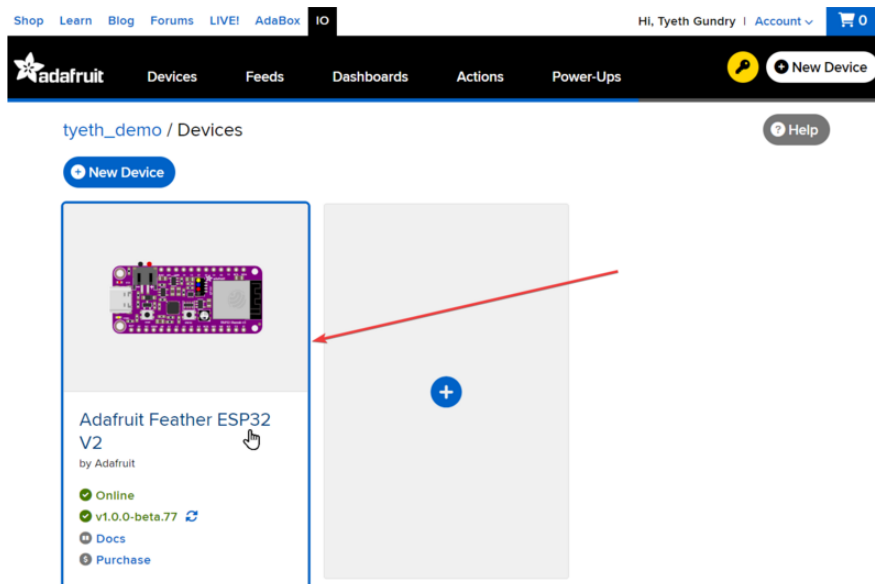 Shop Learn Blog Forums LIVE! AdaBox IO Hi, Tyeth Gundry | Account 0
adafruit Devices Feeds Dashboards Actions Power-Ups New Device
tyeth_demo / Devices Help
New Device
Adafruit Feather ESP32
V2
by Adafruit
Online
v1.0.0-beta.77
Docs
Purchase